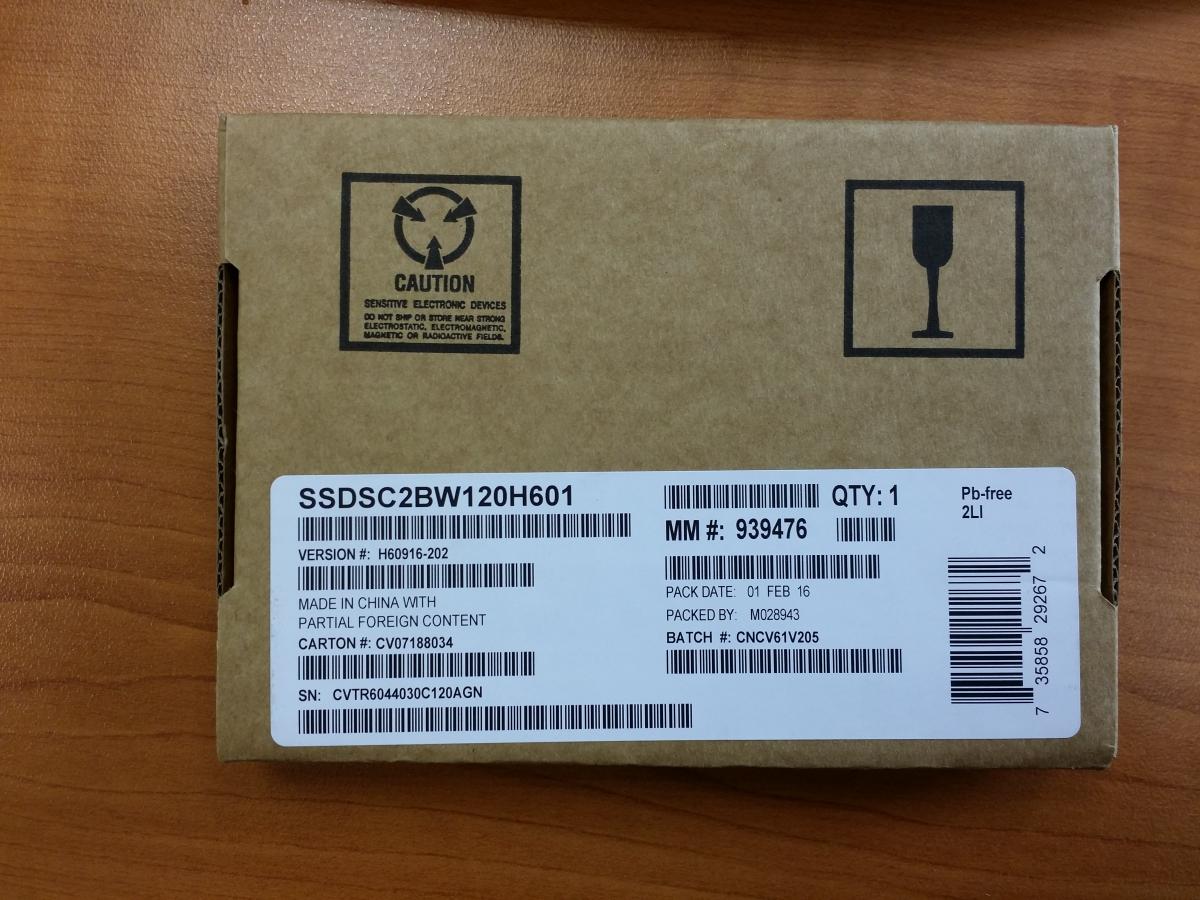 CAUTION
SENSITIVE ELECTRONIC DEVICES
DO NOT SHIP OR STORE NEAR STRONG
ELECTROSTATIC, ELECTROMAGNETIC,
MAGNETIC OR RADIOACTIVE FIELDS.
SSDSC2BW120H601
VERSION #: H60916-202
MADE IN CHINA WITH
PARTIAL FOREIGN CONTENT
CARTON #: CV07188034
SN: CVTR6044030C120AGN
QTY: 1
MM #: 939476
PACK DATE: 01 FEB 16
PACKED BY: M028943
BATCH #: CNCV61V205
Pb-free
2LI
7 35858 29267 2